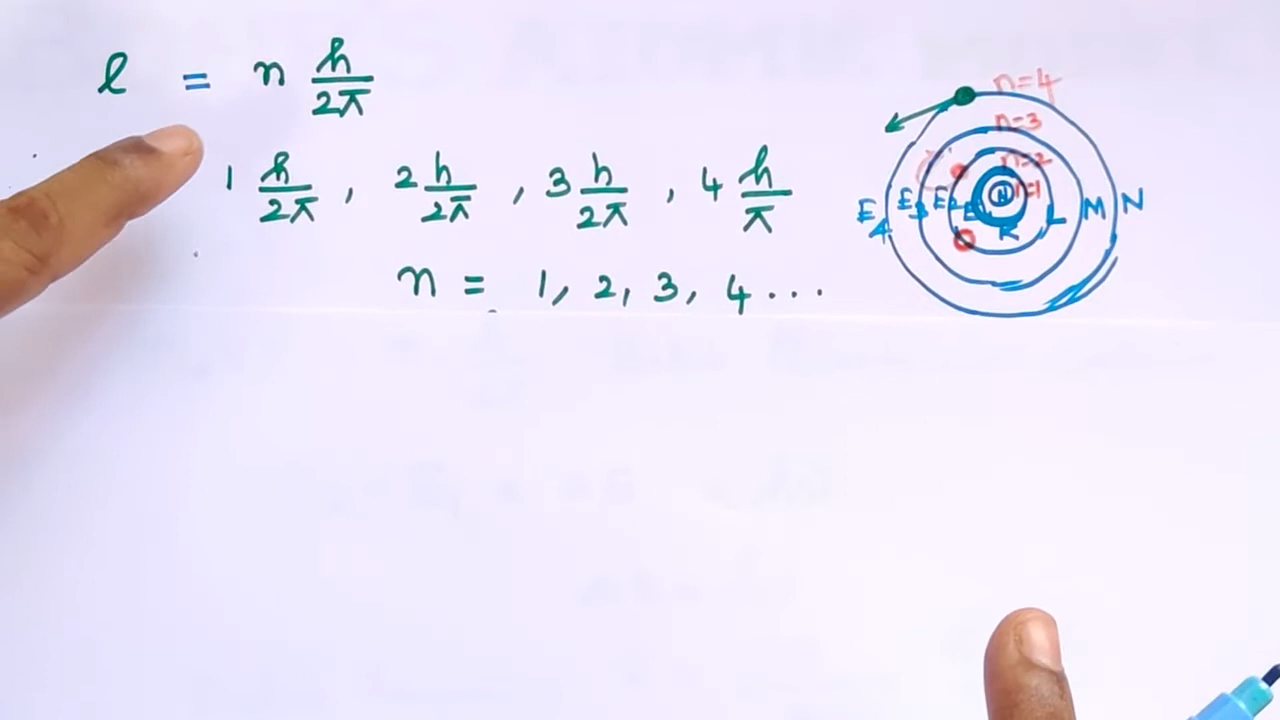 l = n h/2π
1 h/2π, 2 h/2π, 3 h/2π, 4 h/π
n = 1, 2, 3, 4 ...
n=4
n=3
n=2
n=1
N
E4 E3 E2 E1 K L M N